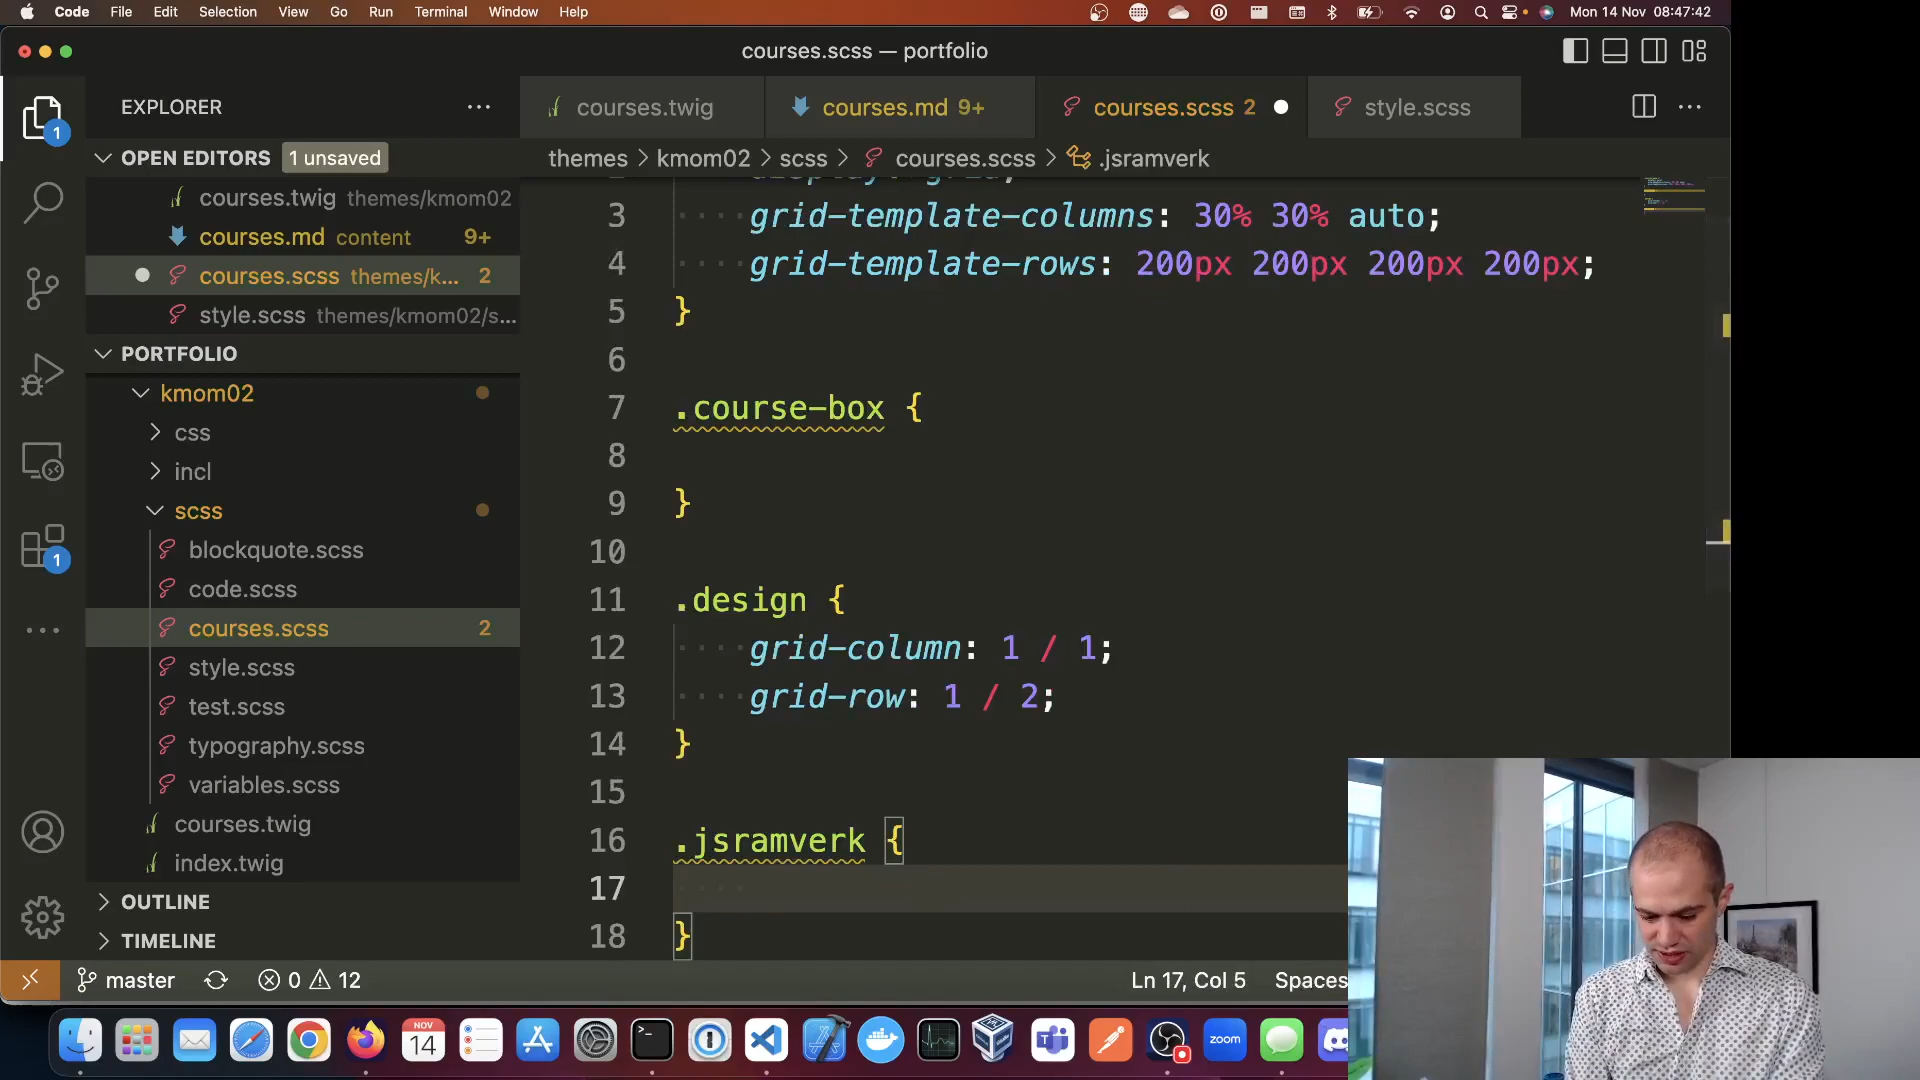 Code File Edit Selection View Go Run Terminal Window Help Mon 14 Nov 08:47:42
courses.scss — portfolio
EXPLORER
courses.twig courses.md 9+ courses.scss 2 style.scss
OPEN EDITORS 1 unsaved
themes > kmom02 > scss > courses.scss > .jsramverk
courses.twig themes/kmom02
courses.md content 9+
courses.scss themes/k... 2
style.scss themes/kmom02/s...
PORTFOLIO
kmom02
css
incl
scss
blockquote.scss
code.scss
courses.scss 2
style.scss
test.scss
typography.scss
variables.scss
courses.twig
index.twig
OUTLINE
TIMELINE
1
1
3 grid-template-columns: 30% 30% auto;
4 grid-template-rows: 200px 200px 200px 200px;
5 }
6
7 .course-box {
8
9 }
10
11 .design {
12 grid-column: 1 / 1;
13 grid-row: 1 / 2;
14 }
15
16 .jsramverk {
17
18 }
master 0 12 Ln 17, Col 5 Spaces
NOV
14
zoom